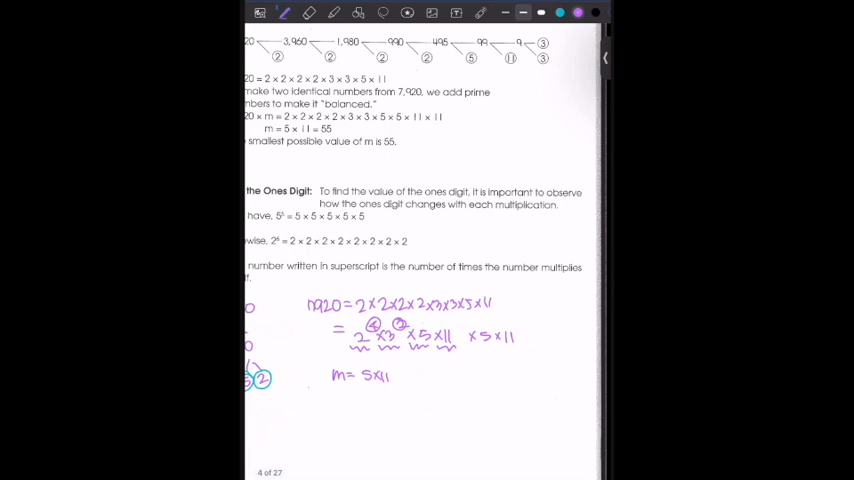 20 3,960 1,980 990 495 99 9 3
2 2 2 2 5 11 3
20 = 2 × 2 × 2 × 2 × 3 × 3 × 5 × 11
make two identical numbers from 7,920, we add prime
nbers to make it "balanced."
20 × m = 2 × 2 × 2 × 2 × 3 × 3 × 5 × 5 × 11 × 11
m = 5 × 11 = 55
smallest possible value of m is 55.
the Ones Digit: To find the value of the ones digit, it is important to observe
how the ones digit changes with each multiplication.
have, 5⁵ = 5 × 5 × 5 × 5 × 5
wise, 2⁸ = 2 × 2 × 2 × 2 × 2 × 2 × 2 × 2
number written in superscript is the number of times the number multiplies
f.
7920 = 2×2×2×2×3×3×5×11
0
= 2⁴ ×3² ×5×11 ×5×11
0
5 2
m= 5×11
4 of 27